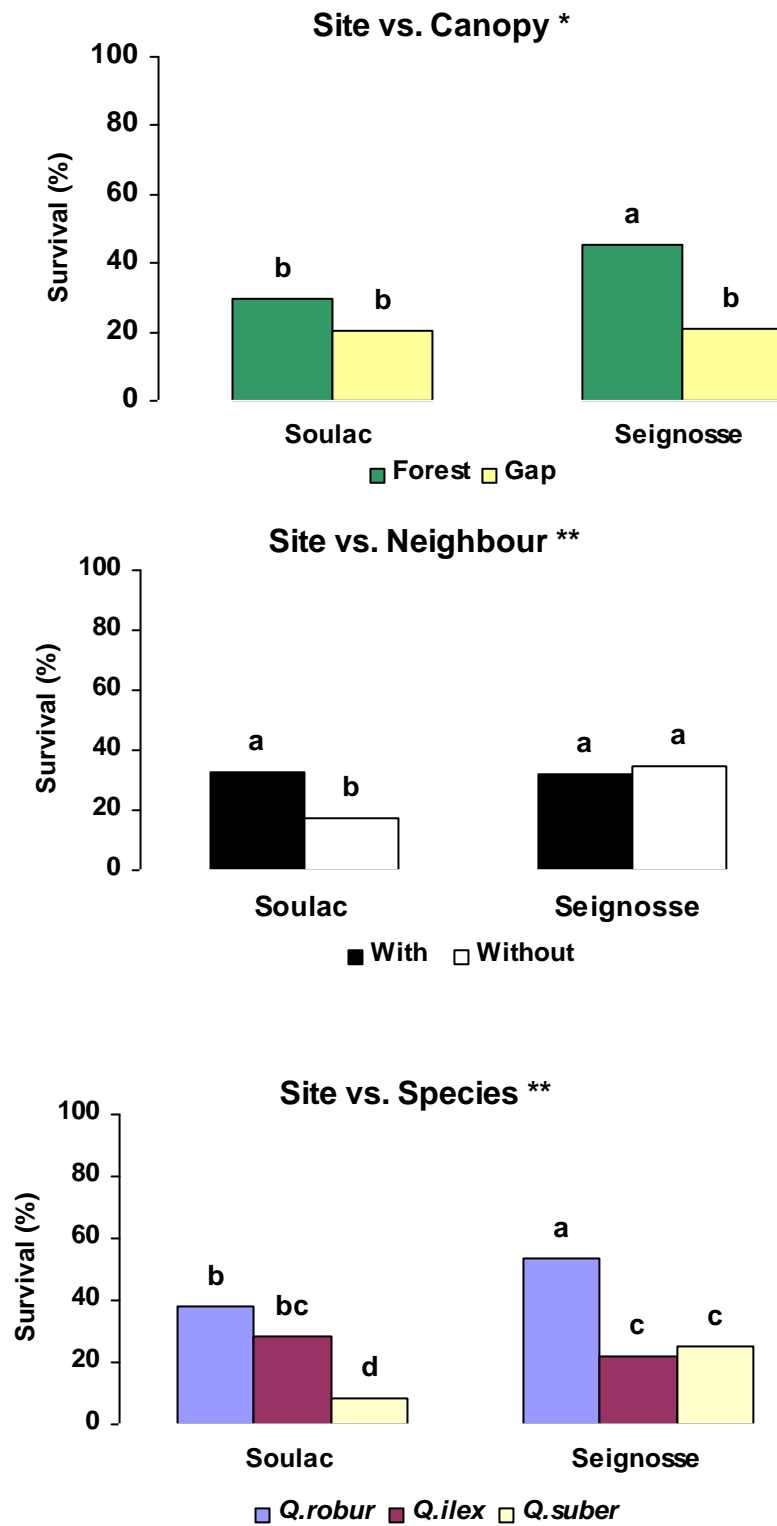 Site vs. Canopy *
100
80
60
40
20
0
Survival (%)
b
b
a
b
Soulac
Seignosse
Forest Gap
Site vs. Neighbour **
100
80
60
40
20
0
Survival (%)
a
b
a
a
Soulac
Seignosse
With Without
Site vs. Species **
100
80
60
40
20
0
Survival (%)
b
bc
d
a
c
c
Soulac
Seignosse
Q.robur Q.ilex Q.suber